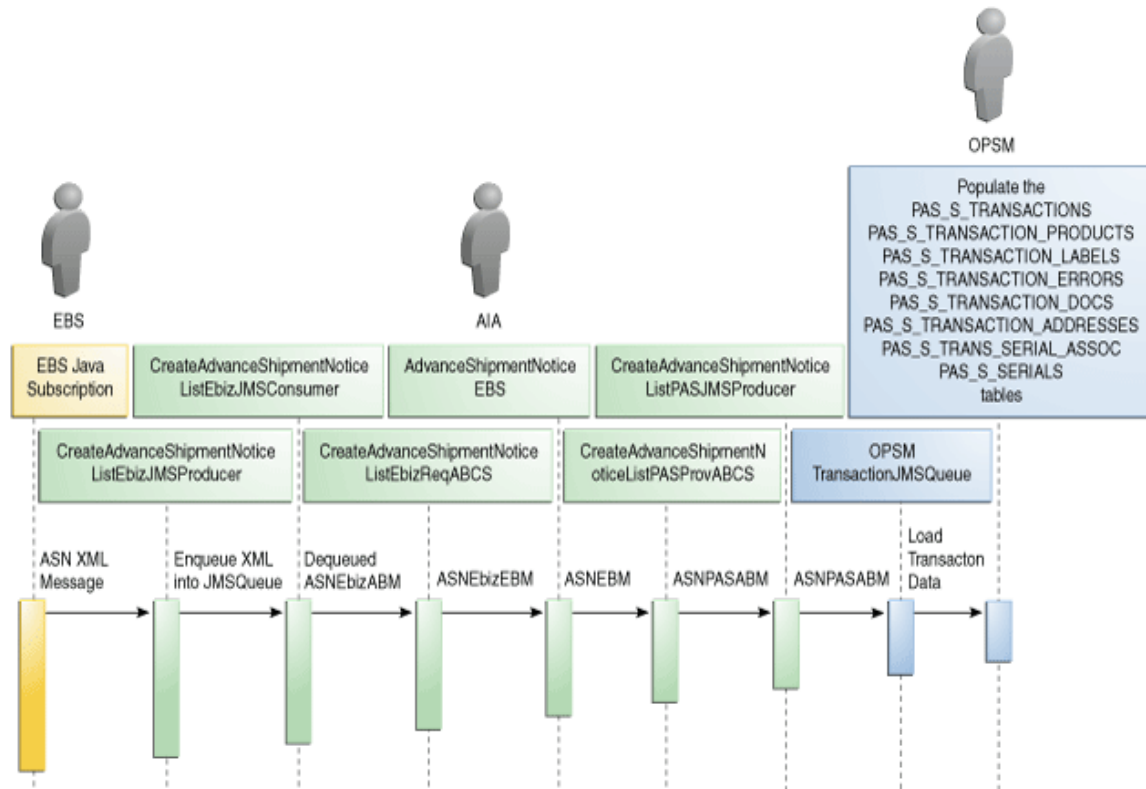 OPSM
Populate the
PAS_S_TRANSACTIONS
PAS_S_TRANSACTION_PRODUCTS
PAS_S_TRANSACTION_LABELS
PAS_S_TRANSACTION_ERRORS
PAS_S_TRANSACTION_DOCS
PAS_S_TRANSACTION_ADDRESSES
PAS_S_TRANS_SERIAL_ASSOC
PAS_S_SERIALS
tables
EBS
AIA
EBS Java
Subscription
CreateAdvanceShipmentNotice
ListEbizJMSConsumer
AdvanceShipmentNotice
EBS
CreateAdvanceShipmentNotice
ListPASJMSProducer
CreateAdvanceShipmentNotice
ListEbizJMSProducer
CreateAdvanceShipmentNotice
ListEbizReqABCS
CreateAdvanceShipmentN
oticeListPASProvABCS
OPSM
TransactionJMSQueue
ASN XML
Message
Enqueue XML
into JMSQueue
Dequeued
ASNEbizABM
ASNEbizEBM
ASNEBM
ASNPASABM
ASNPASABM
Load
Transacton
Data